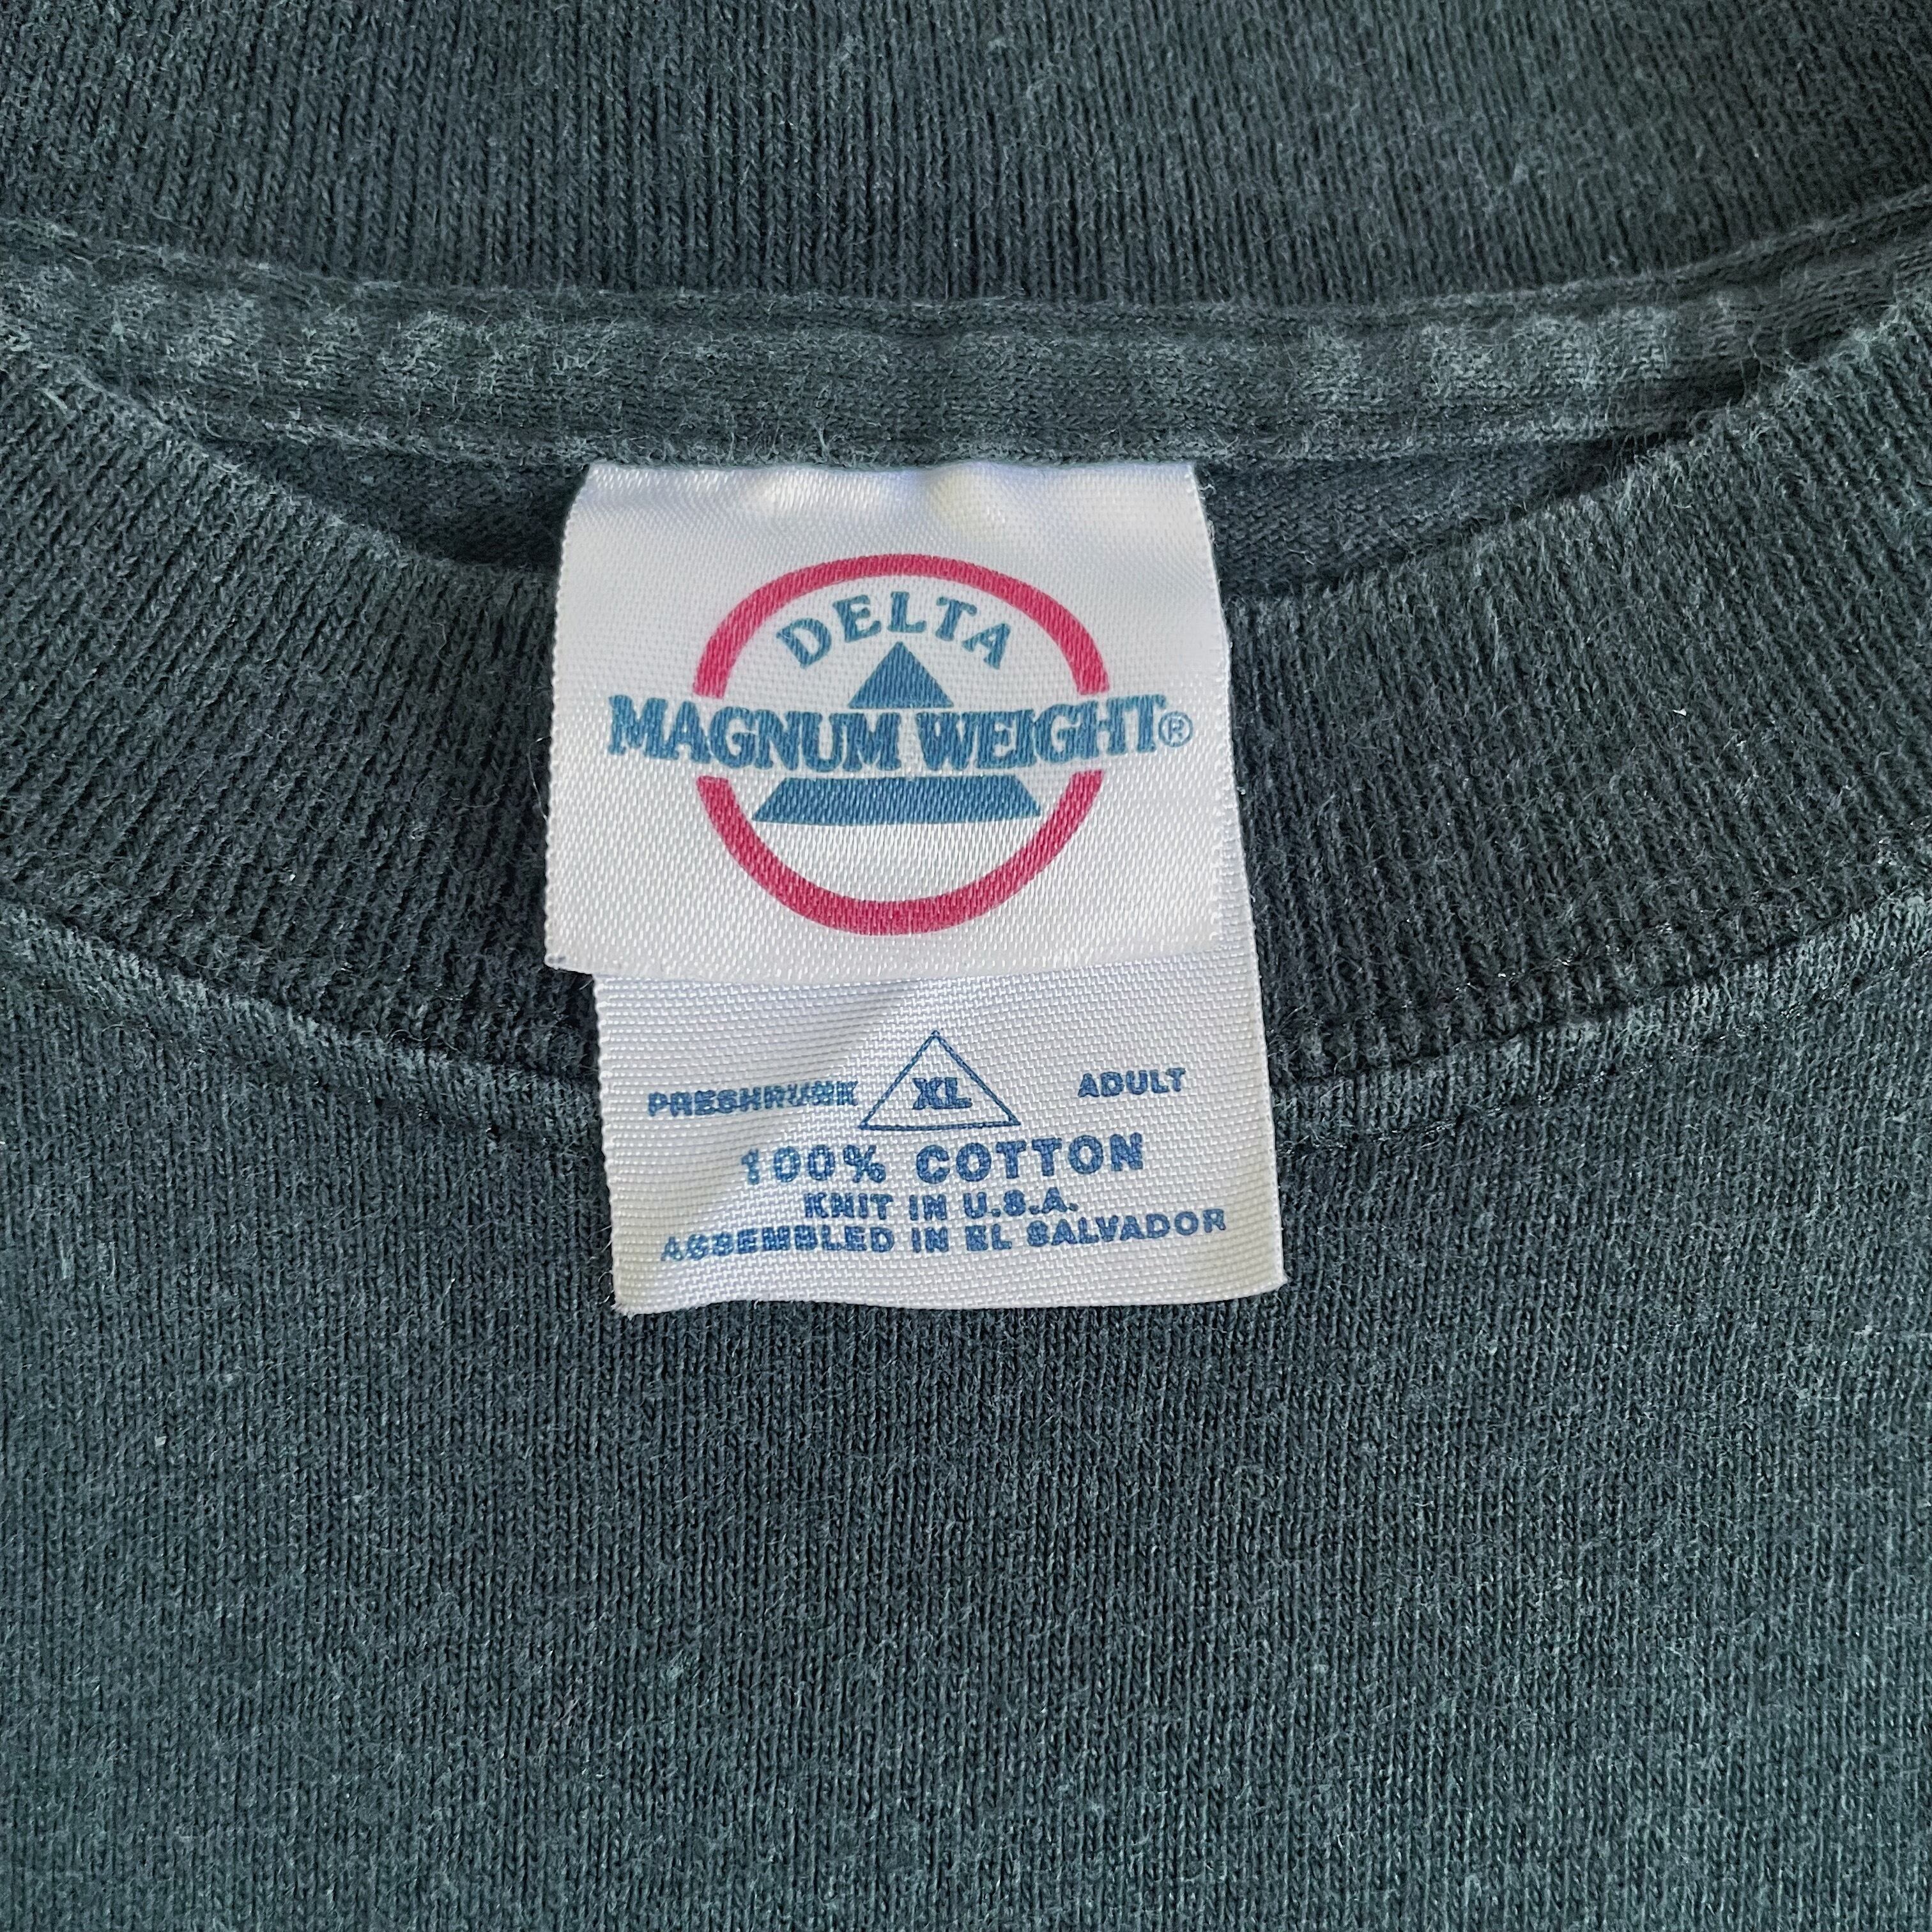 DELTA
MAGNUM WEIGHT®
PRESHRUNK XL ADULT
100% COTTON
KNIT IN U.S.A.
ASSEMBLED IN EL SALVADOR